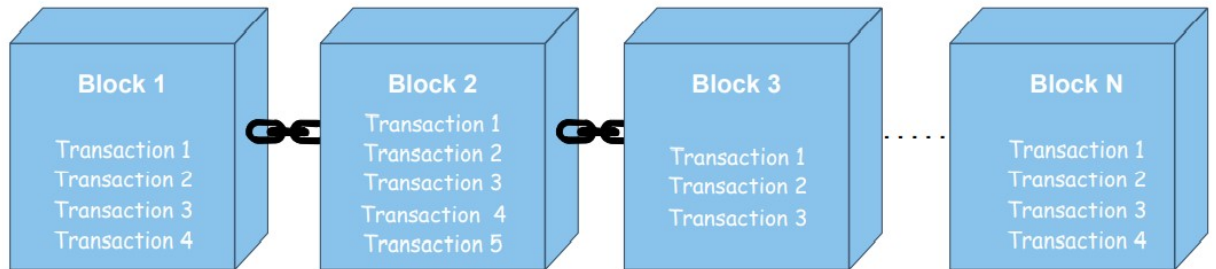 Block 1
Transaction 1
Transaction 2
Transaction 3
Transaction 4
Block 2
Transaction 1
Transaction 2
Transaction 3
Transaction 4
Transaction 5
Block 3
Transaction 1
Transaction 2
Transaction 3
Block N
Transaction 1
Transaction 2
Transaction 3
Transaction 4